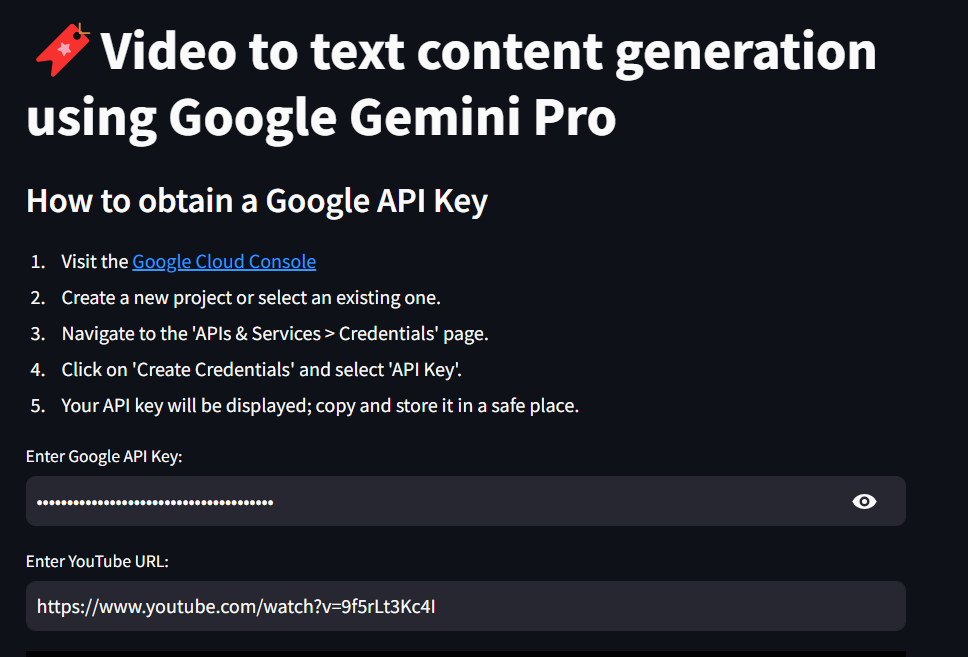 Video to text content generation
using Google Gemini Pro
How to obtain a Google API Key
1. Visit the Google Cloud Console
2. Create a new project or select an existing one.
3. Navigate to the 'APIs & Services > Credentials' page.
4. Click on 'Create Credentials' and select 'API Key'.
5. Your API key will be displayed; copy and store it in a safe place.
Enter Google API Key:
•••••••••••••••••••••••••••••••••••••••
Enter YouTube URL:
https://www.youtube.com/watch?v=9f5rLt3Kc4I